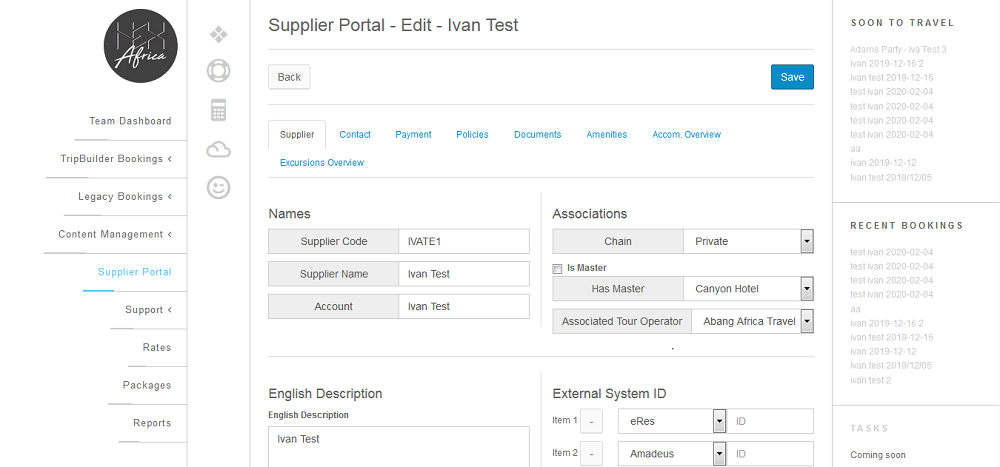 Africa
Team Dashboard
TripBuilder Bookings <
Legacy Bookings <
Content Management <
Supplier Portal
Support <
Rates
Packages
Reports
Supplier Portal - Edit - Ivan Test
Back
Save
Supplier
Contact
Payment
Policies
Documents
Amenities
Accom. Overview
Excursions Overview
Names
Supplier Code IVATE1
Supplier Name Ivan Test
Account Ivan Test
Associations
Chain Private
Is Master
Has Master Canyon Hotel
Associated Tour Operator Abang Africa Travel
.
English Description
English Description
Ivan Test
External System ID
Item 1 - eRes ID
Item 2 - Amadeus ID
SOON TO TRAVEL
Adams Party - Iva Test 3
ivan 2019-12-16 2
ivan test 2019-12-16
test ivan 2020-02-04
test ivan 2020-02-04
test ivan 2020-02-04
test ivan 2020-02-04
aa
ivan 2019-12-12
Ivan test 2019/12/05
RECENT BOOKINGS
test ivan 2020-02-04
test ivan 2020-02-04
test ivan 2020-02-04
test ivan 2020-02-04
aa
ivan 2019-12-16 2
ivan test 2019-12-16
ivan 2019-12-12
Ivan test 2019/12/05
ivan test 2
TASKS
Coming soon